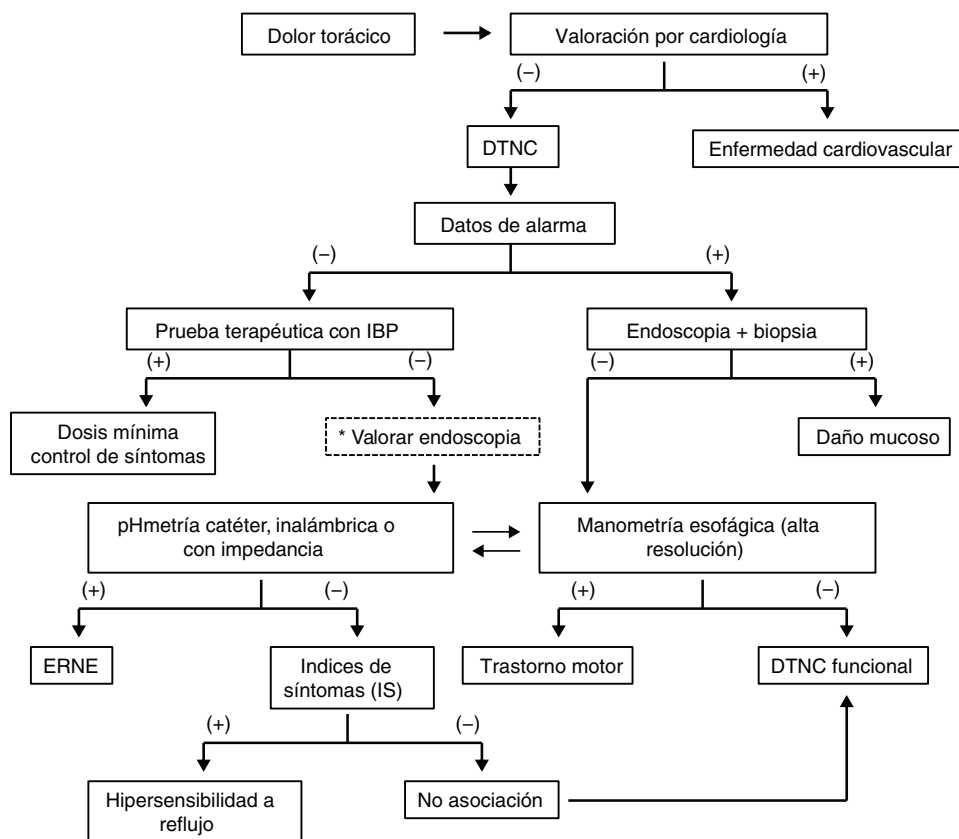 Dolor torácico
Valoración por cardiología
(–)
(+)
DTNC
Enfermedad cardiovascular
Datos de alarma
(–)
(+)
Prueba terapéutica con IBP
Endoscopia + biopsia
(+)
(–)
(–)
(+)
Dosis mínima
control de síntomas
* Valorar endoscopia
Daño mucoso
pHmetría catéter, inalámbrica o
con impedancia
Manometría esofágica (alta
resolución)
(+)
(–)
(+)
(–)
ERNE
Indices de
síntomas (IS)
Trastorno motor
DTNC funcional
(+)
(–)
Hipersensibilidad a
reflujo
No asociación